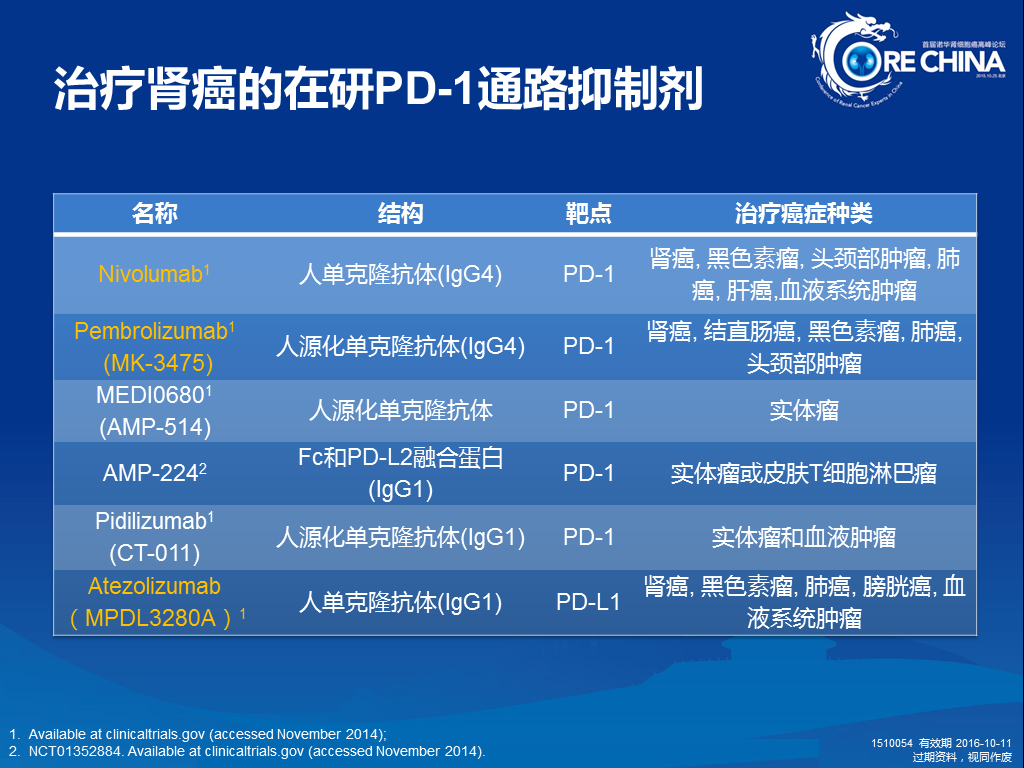 首届诺华肾细胞癌高峰论坛
ORE CHINA
2015.10.25 北京
Conference of Renal Cancer Experts in China
治疗肾癌的在研PD-1通路抑制剂
名称 结构 靶点 治疗癌症种类
Nivolumab1 人单克隆抗体(IgG4) PD-1 肾癌, 黑色素瘤, 头颈部肿瘤, 肺
癌, 肝癌,血液系统肿瘤
Pembrolizumab1
(MK-3475) 人源化单克隆抗体(IgG4) PD-1 肾癌, 结直肠癌, 黑色素瘤, 肺癌,
头颈部肿瘤
MEDI06801
(AMP-514) 人源化单克隆抗体 PD-1 实体瘤
AMP-2242 Fc和PD-L2融合蛋白
(IgG1) PD-1 实体瘤或皮肤T细胞淋巴瘤
Pidilizumab1
(CT-011) 人源化单克隆抗体(IgG1) PD-1 实体瘤和血液肿瘤
Atezolizumab
（MPDL3280A）1 人单克隆抗体(IgG1) PD-L1 肾癌, 黑色素瘤, 肺癌, 膀胱癌, 血
液系统肿瘤
1. Available at clinicaltrials.gov (accessed November 2014);
2. NCT01352884. Available at clinicaltrials.gov (accessed November 2014).
1510054 有效期 2016-10-11
过期资料，视同作废